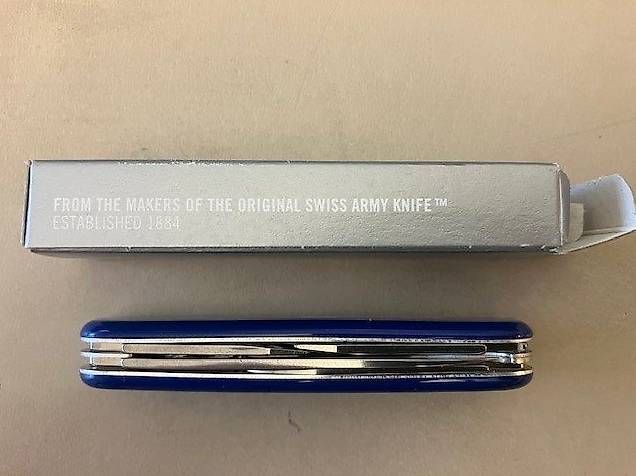 FROM THE MAKERS OF THE ORIGINAL SWISS ARMY KNIFE™
ESTABLISHED 1884